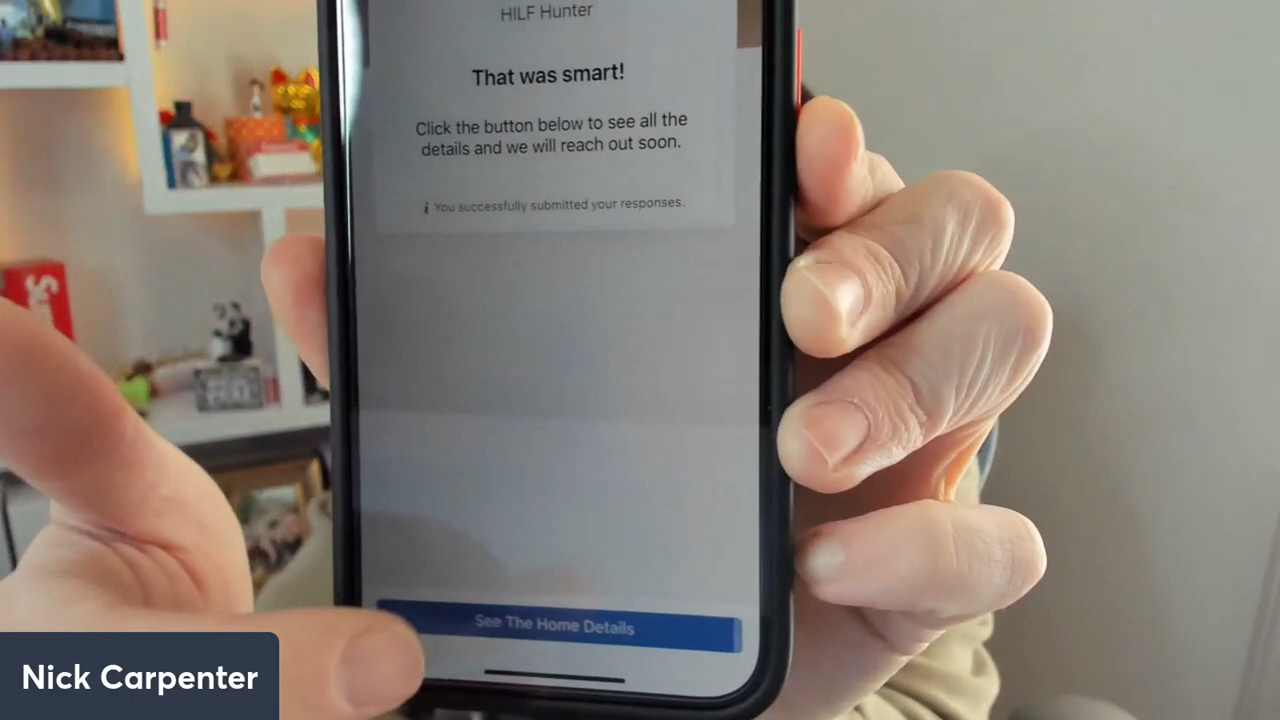 HILF Hunter
That was smart!
Click the button below to see all the
details and we will reach out soon.
i You successfully submitted your responses.
See The Home Details
Nick Carpenter